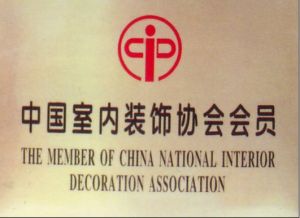 中国室内装饰协会会员
THE MEMBER OF CHINA NATIONAL INTERIOR
DECORATION ASSOCIATION